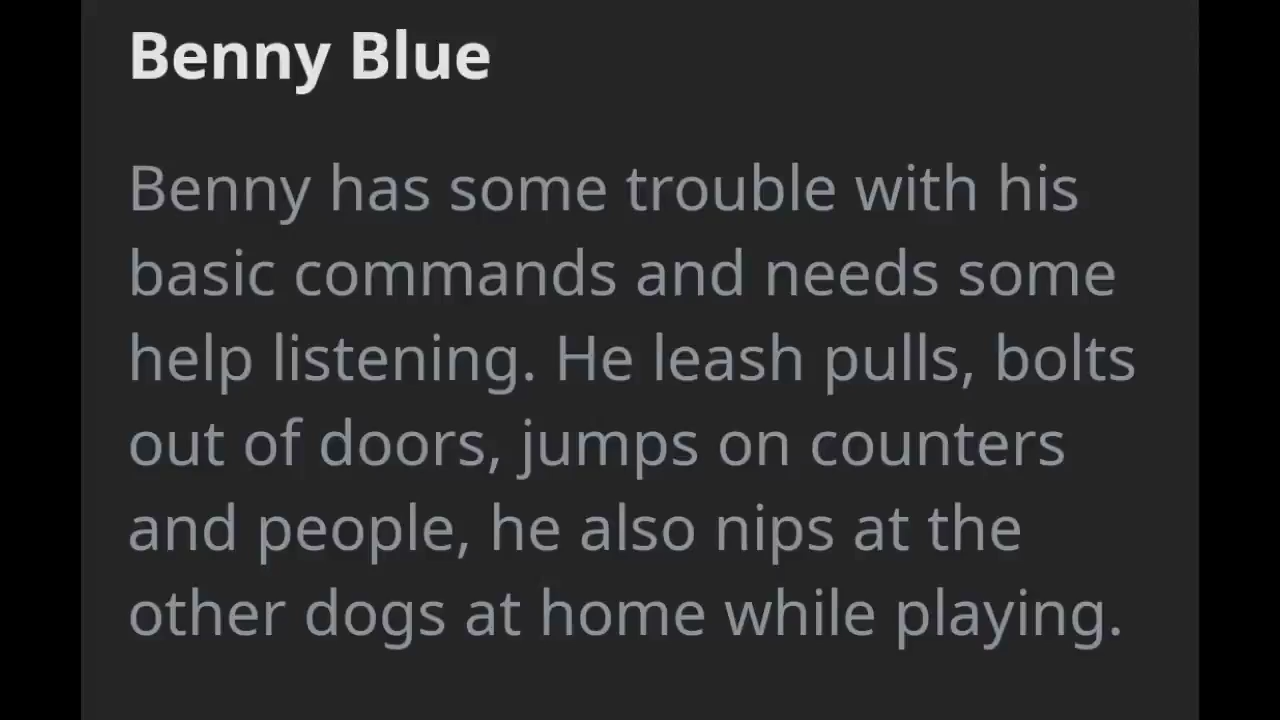 Benny Blue
Benny has some trouble with his
basic commands and needs some
help listening. He leash pulls, bolts
out of doors, jumps on counters
and people, he also nips at the
other dogs at home while playing.